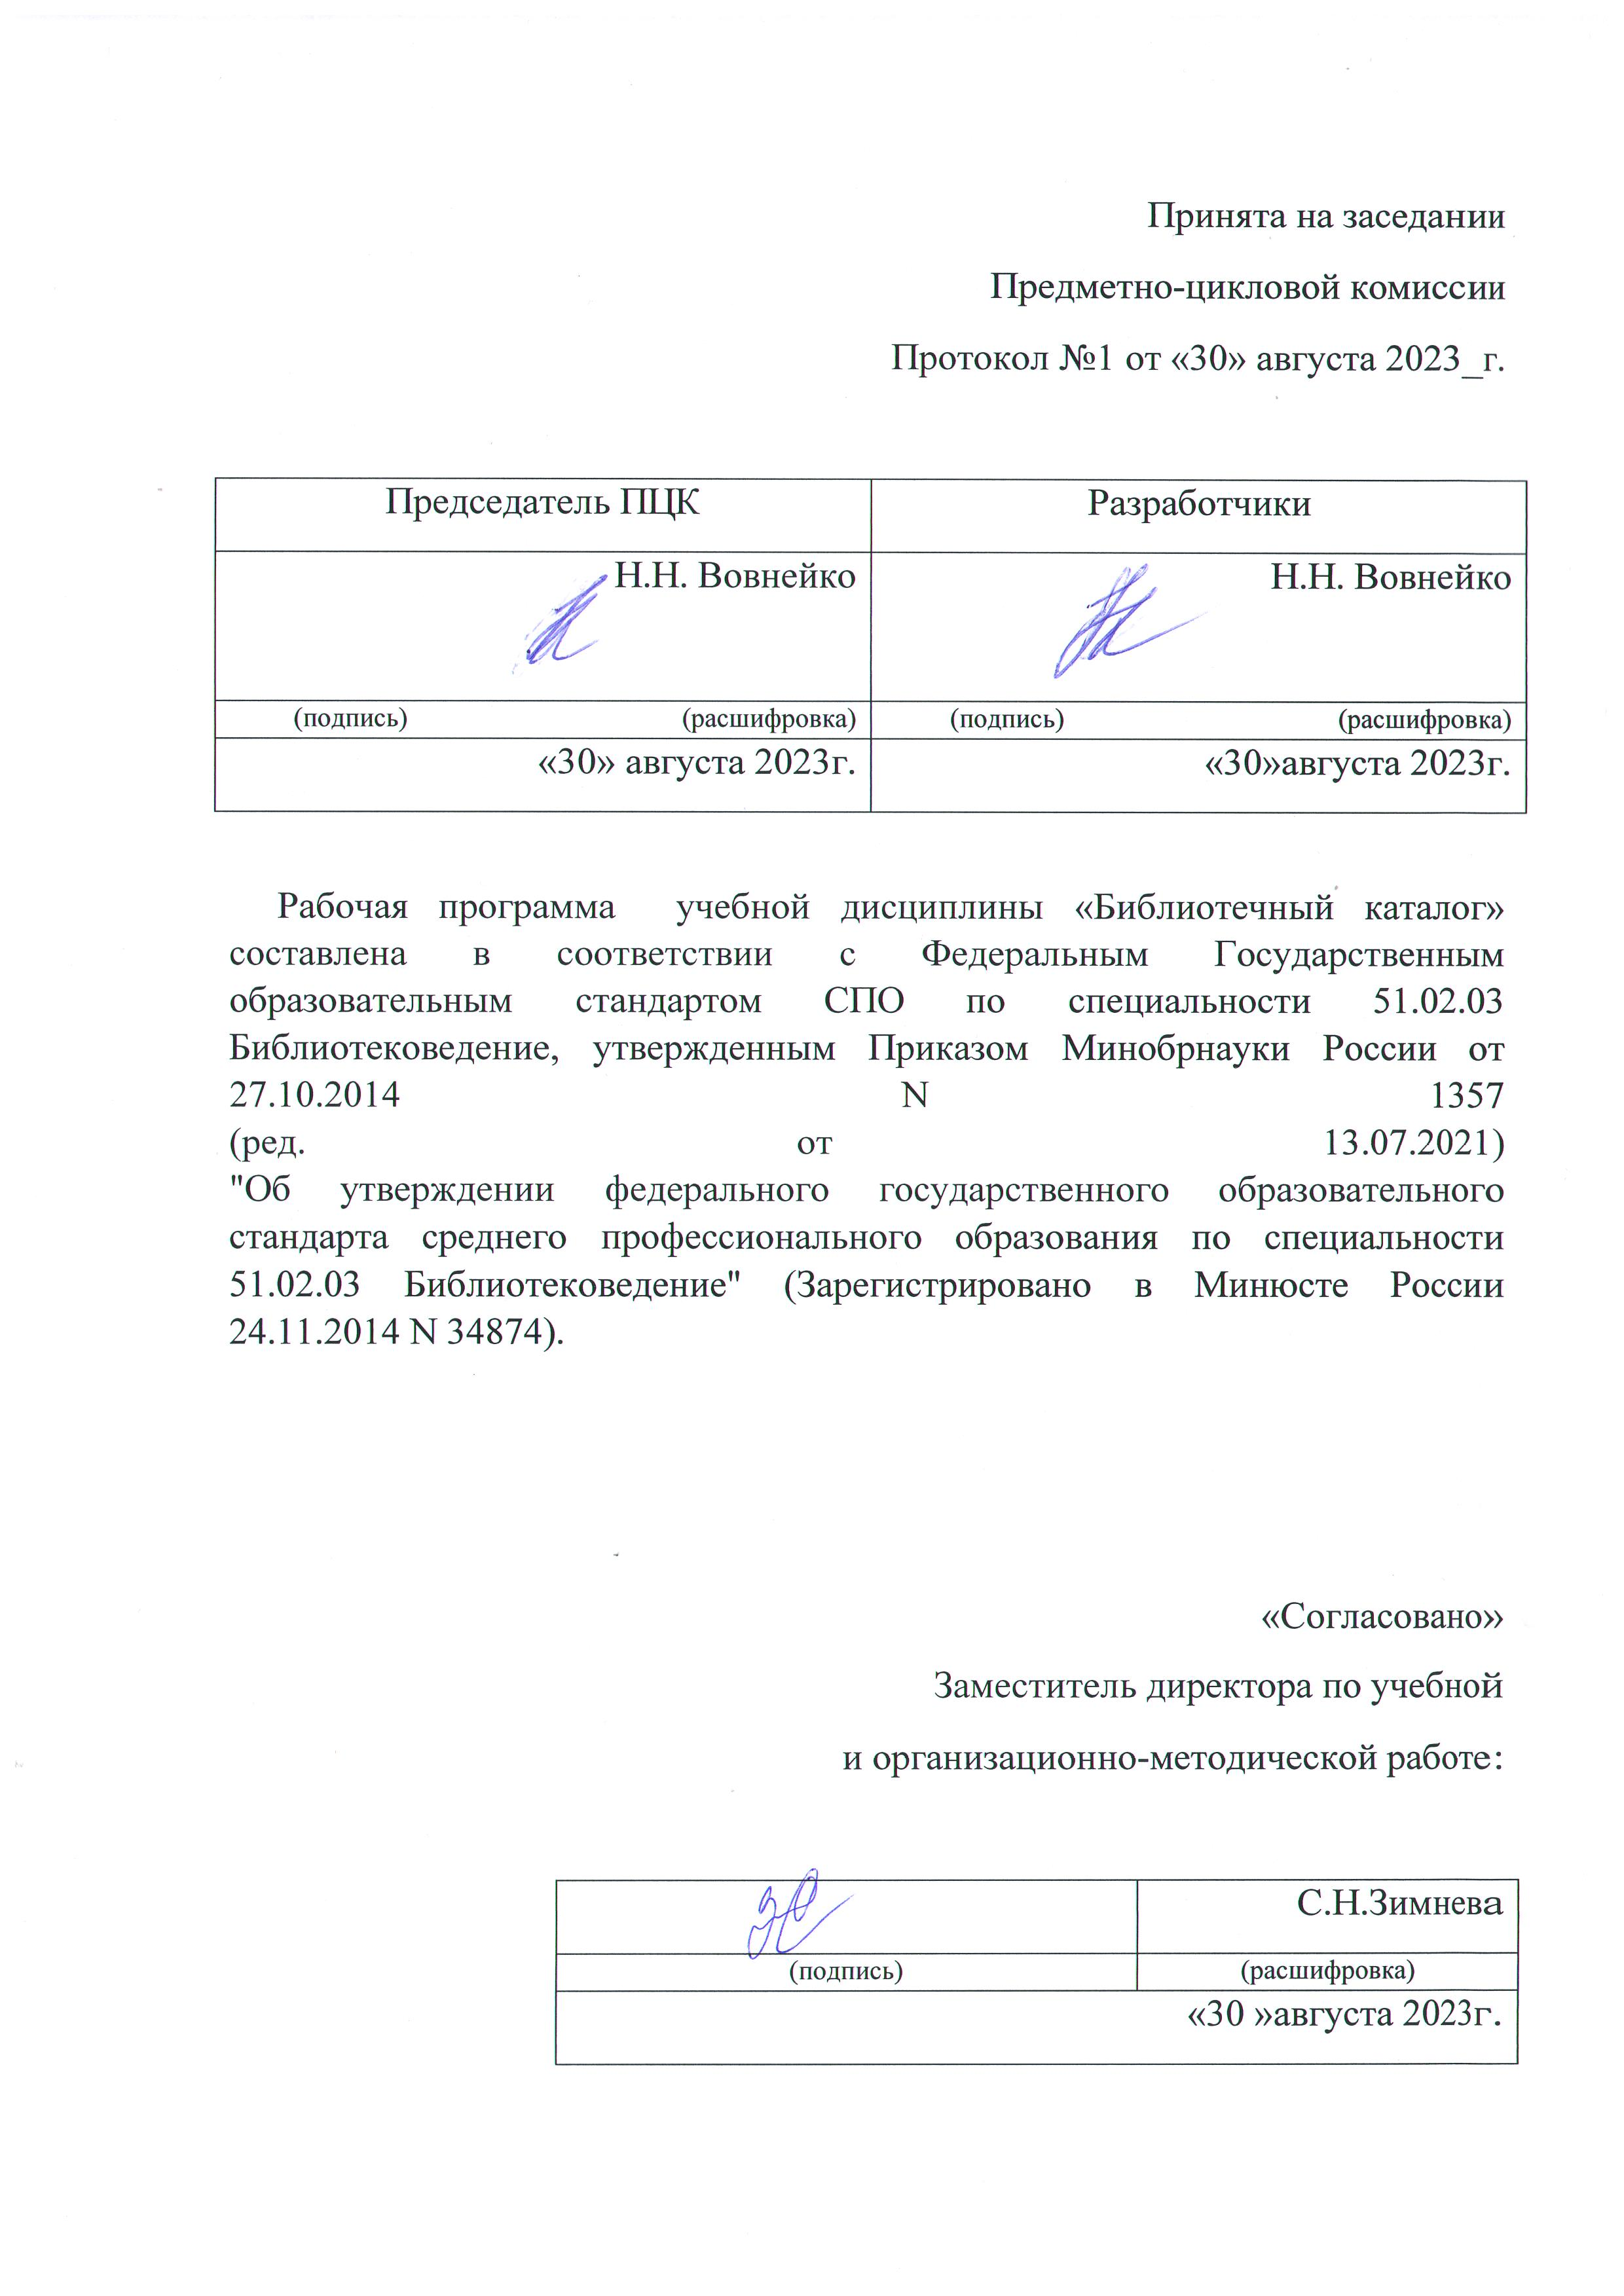 Принята на заседании
Предметно-цикловой комиссии
Протокол №1 от «30» августа 2023_г.
Председатель ПЦК Разработчики
Н.Н. Вовнейко Н.Н. Вовнейко
(подпись) (расшифровка) (подпись) (расшифровка)
«30» августа 2023г. «30»августа 2023г.
Рабочая программа учебной дисциплины «Библиотечный каталог»
составлена в соответствии с Федеральным Государственным
образовательным стандартом СПО по специальности 51.02.03
Библиотековедение, утвержденным Приказом Минобрнауки России от
27.10.2014 N 1357
(ред. от 13.07.2021)
"Об утверждении федерального государственного образовательного
стандарта среднего профессионального образования по специальности
51.02.03 Библиотековедение" (Зарегистрировано в Минюсте России
24.11.2014 N 34874).
«Согласовано»
Заместитель директора по учебной
и организационно-методической работе:
С.Н.Зимнева
(подпись) (расшифровка)
«30 »августа 2023г.